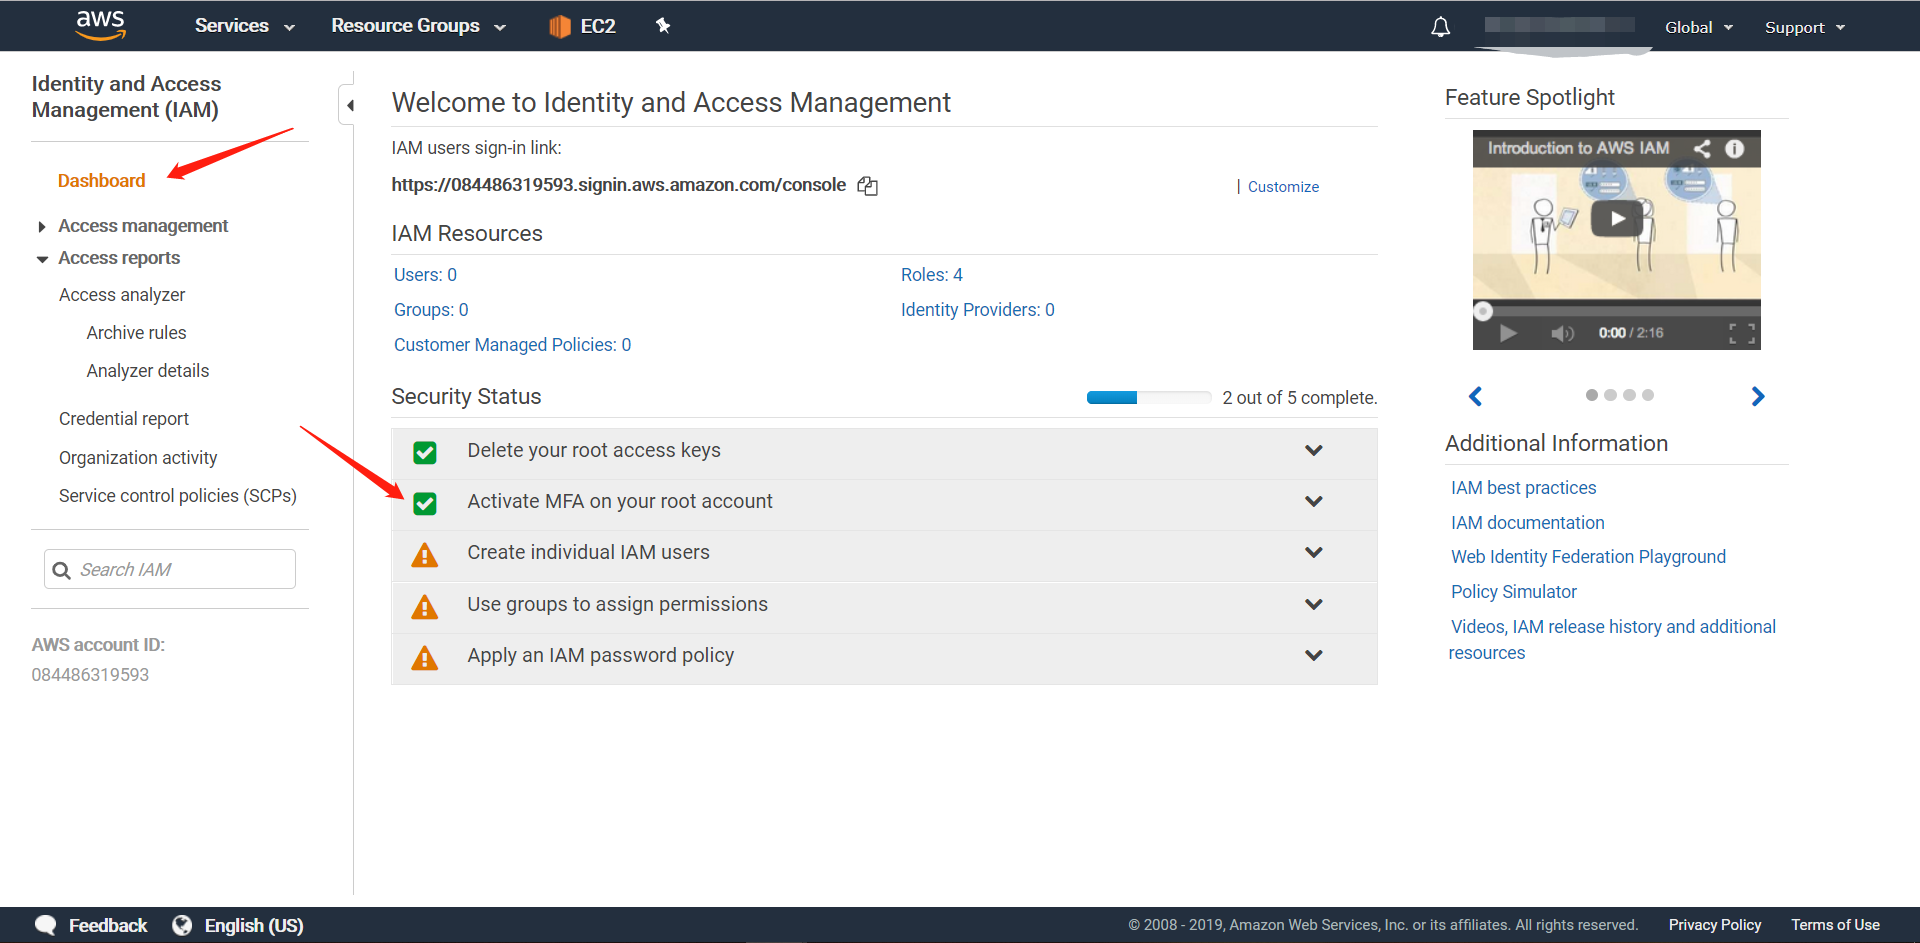 aws
Services
Resource Groups
EC2
Global
Support
Identity and Access
Management (IAM)
Dashboard
Access management
Access reports
Access analyzer
Archive rules
Analyzer details
Credential report
Organization activity
Service control policies (SCPs)
Search IAM
AWS account ID:
084486319593
Welcome to Identity and Access Management
IAM users sign-in link:
https://084486319593.signin.aws.amazon.com/console
| Customize
IAM Resources
Users: 0
Roles: 4
Groups: 0
Identity Providers: 0
Customer Managed Policies: 0
Security Status
2 out of 5 complete.
Delete your root access keys
Activate MFA on your root account
Create individual IAM users
Use groups to assign permissions
Apply an IAM password policy
Feature Spotlight
Introduction to AWS IAM
0:00 / 2:16
Additional Information
IAM best practices
IAM documentation
Web Identity Federation Playground
Policy Simulator
Videos, IAM release history and additional
resources
Feedback
English (US)
© 2008 - 2019, Amazon Web Services, Inc. or its affiliates. All rights reserved.
Privacy Policy
Terms of Use